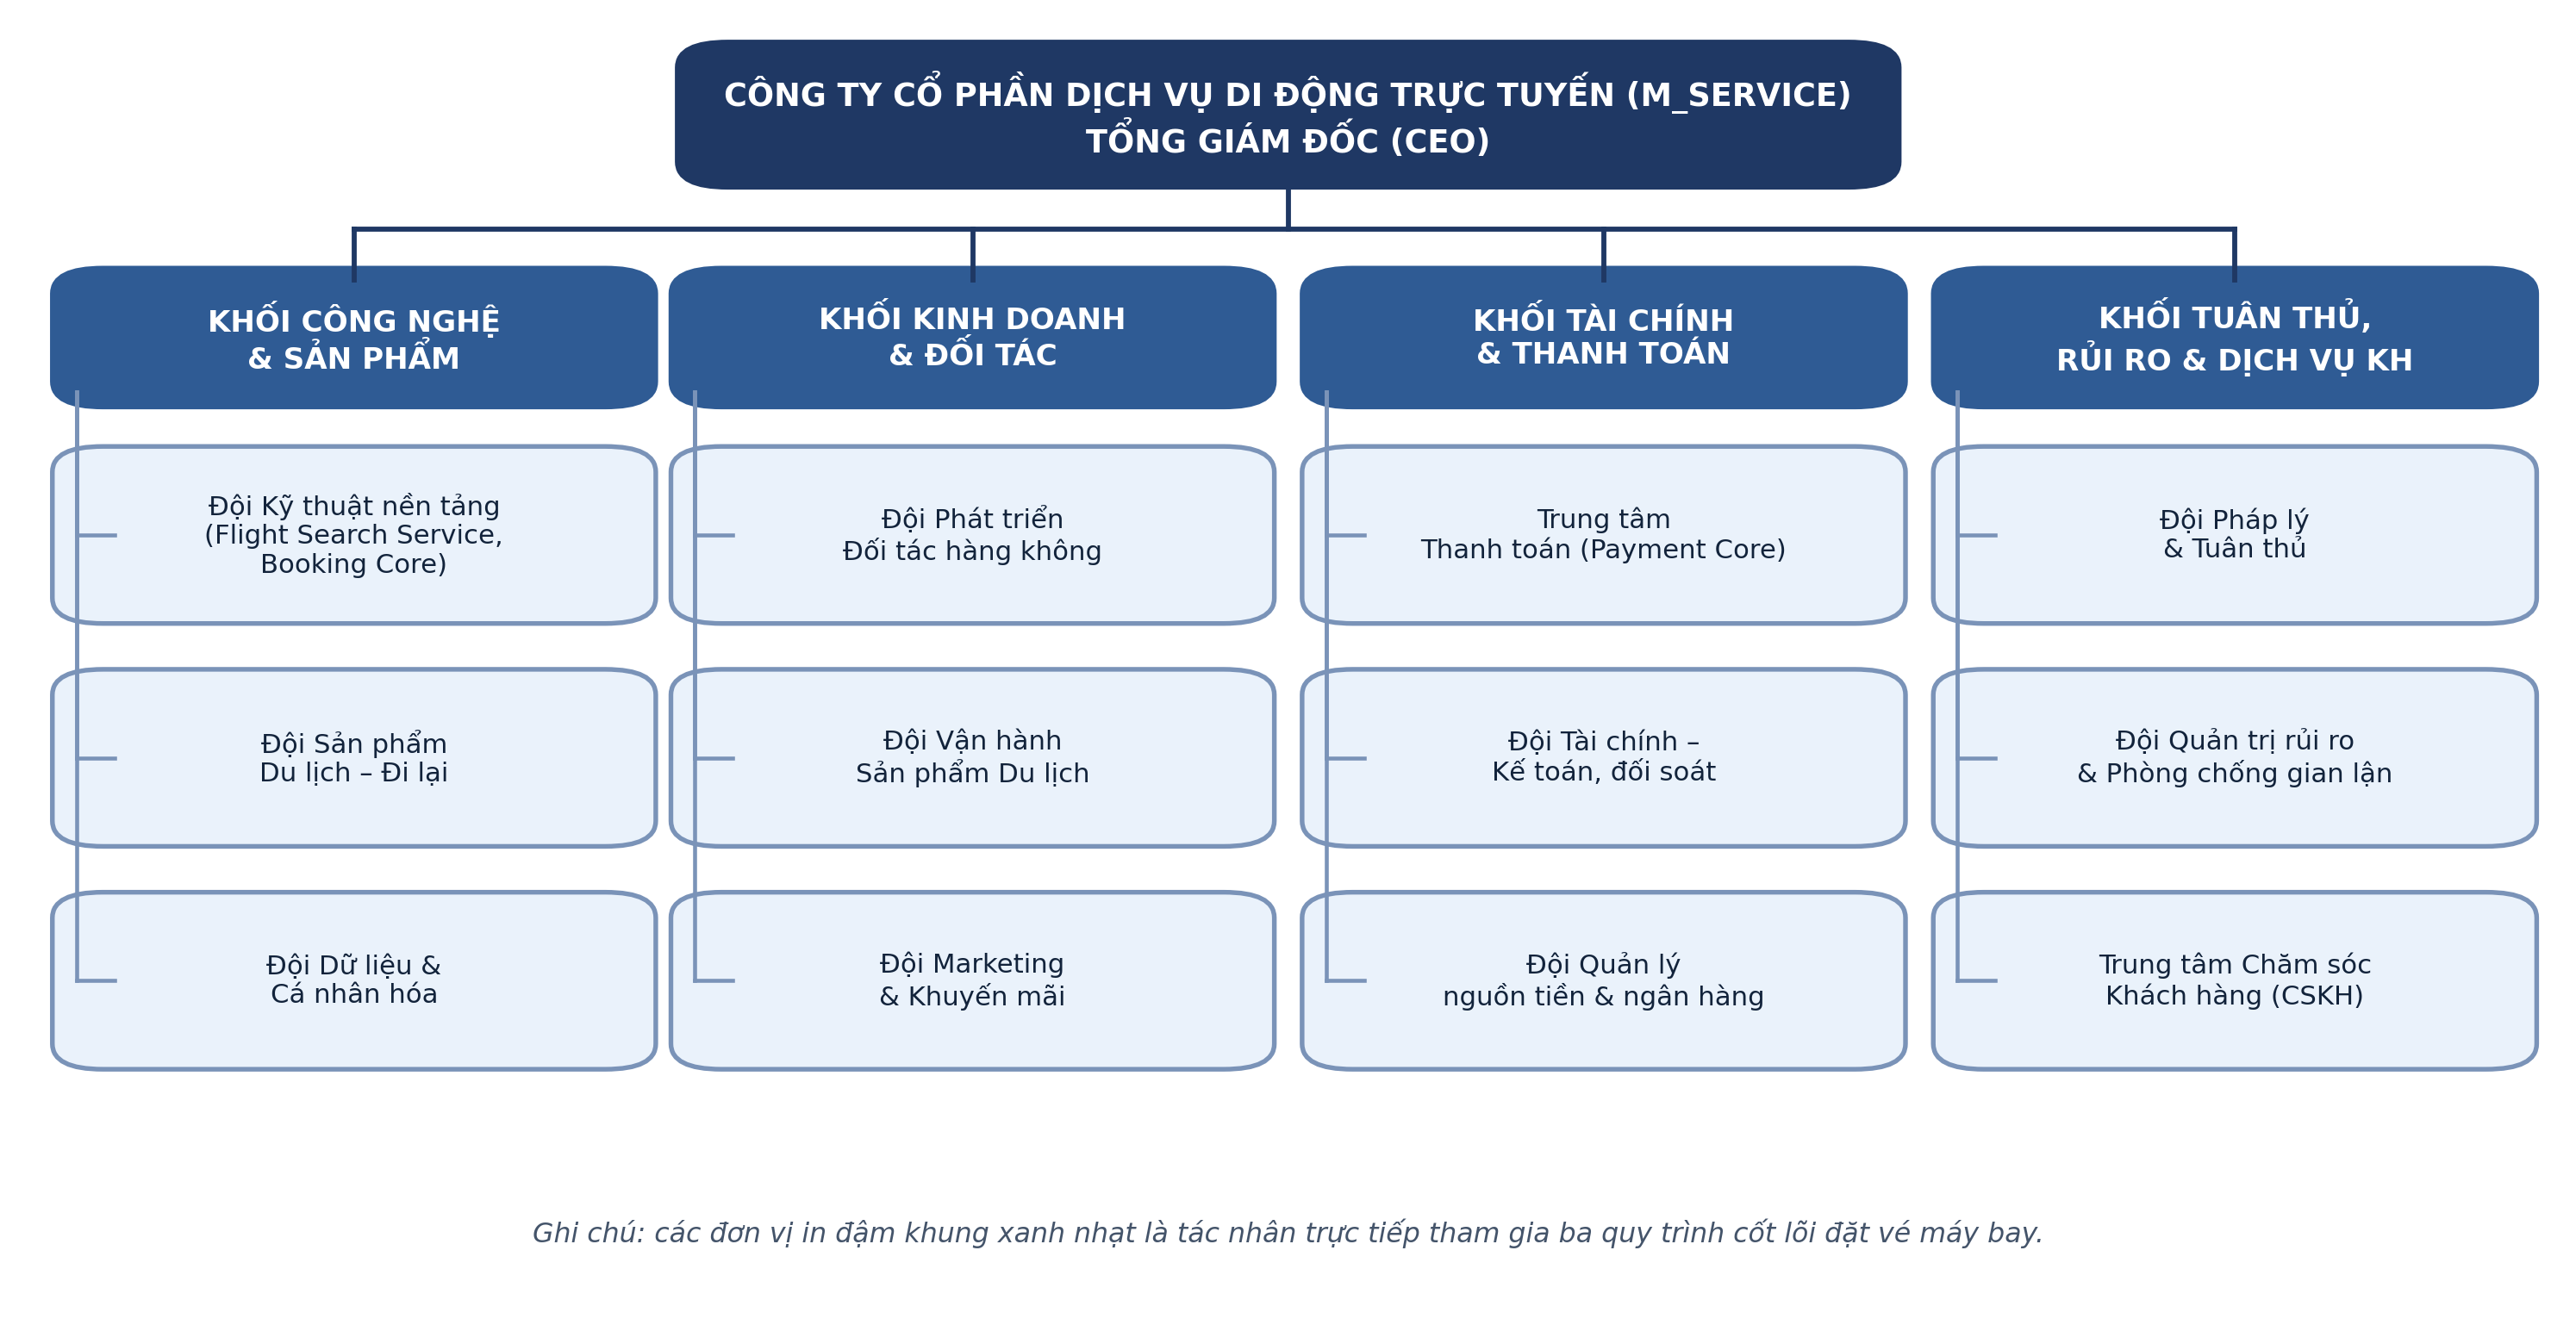 CÔNG TY CỔ PHẦN DỊCH VỤ DI ĐỘNG TRỰC TUYẾN (M_SERVICE)
TỔNG GIÁM ĐỐC (CEO)
KHỐI CÔNG NGHỆ
& SẢN PHẨM
Đội Kỹ thuật nền tảng
(Flight Search Service,
Booking Core)
Đội Sản phẩm
Du lịch – Đi lại
Đội Dữ liệu &
Cá nhân hóa
KHỐI KINH DOANH
& ĐỐI TÁC
Đội Phát triển
Đối tác hàng không
Đội Vận hành
Sản phẩm Du lịch
Đội Marketing
& Khuyến mãi
KHỐI TÀI CHÍNH
& THANH TOÁN
Trung tâm
Thanh toán (Payment Core)
Đội Tài chính –
Kế toán, đối soát
Đội Quản lý
nguồn tiền & ngân hàng
KHỐI TUÂN THỦ,
RỦI RO & DỊCH VỤ KH
Đội Pháp lý
& Tuân thủ
Đội Quản trị rủi ro
& Phòng chống gian lận
Trung tâm Chăm sóc
Khách hàng (CSKH)
Ghi chú: các đơn vị in đậm khung xanh nhạt là tác nhân trực tiếp tham gia ba quy trình cốt lõi đặt vé máy bay.